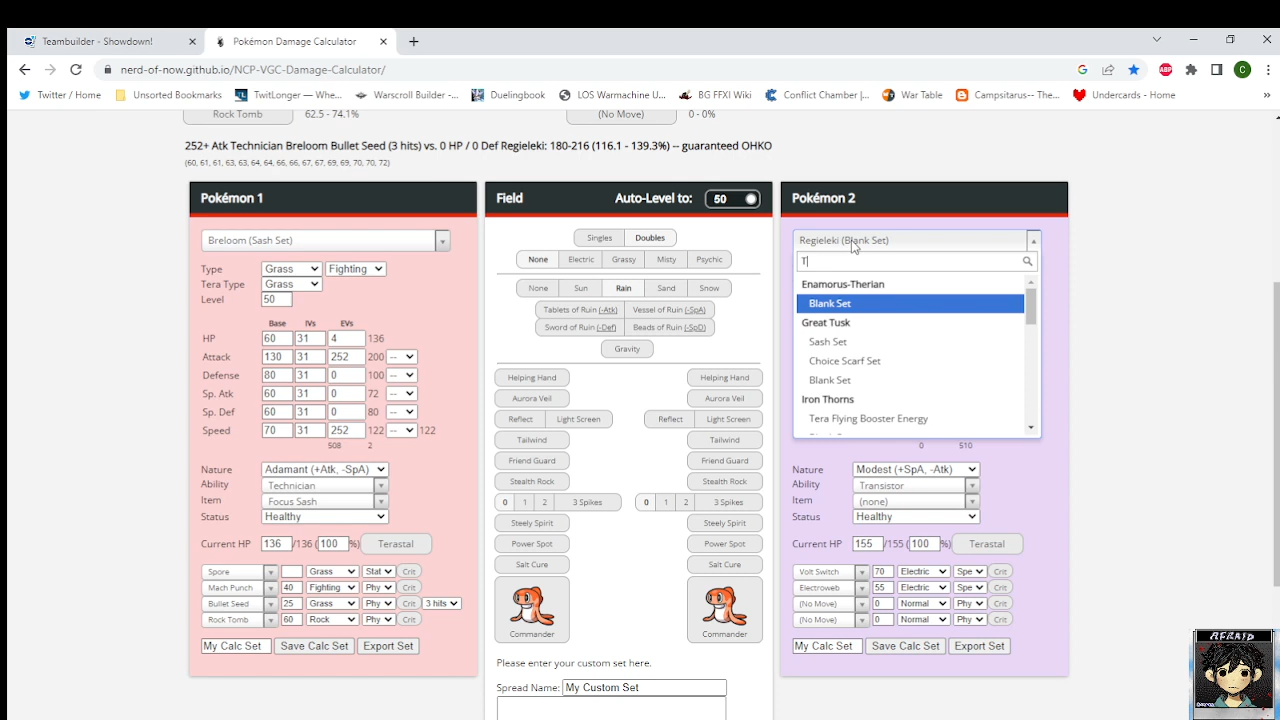 Teambuilder - Showdown!
Pokémon Damage Calculator
nerd-of-now.github.io/NCP-VGC-Damage-Calculator/
ABP
C
Twitter / Home
Unsorted Bookmarks
TwitLonger — Whe...
Warscroll Builder -...
Duelingbook
LOS Warmachine U...
BG FFXI Wiki
Conflict Chamber |...
War Table
Campsitarus-- The...
Undercards - Home
»
Rock Tomb 62.5 - 74.1% (No Move) 0 - 0%
252+ Atk Technician Breloom Bullet Seed (3 hits) vs. 0 HP / 0 Def Regieleki: 180-216 (116.1 - 139.3%) -- guaranteed OHKO
(60, 61, 61, 63, 63, 64, 64, 66, 66, 67, 67, 69, 69, 70, 70, 72)
Pokémon 1
Breloom (Sash Set)
Type Grass Fighting
Tera Type Grass
Level 50
Base IVs EVs
HP 60 31 4 136
Attack 130 31 252 200 --
Defense 80 31 0 100 --
Sp. Atk 60 31 0 72 --
Sp. Def 60 31 0 80 --
Speed 70 31 252 122 -- 122
508 2
Nature Adamant (+Atk, -SpA)
Ability Technician
Item Focus Sash
Status Healthy
Current HP 136 /136 ( 100 %) Terastal
Spore Grass Stat Crit
Mach Punch 40 Fighting Phy Crit
Bullet Seed 25 Grass Phy Crit 3 hits
Rock Tomb 60 Rock Phy Crit
My Calc Set Save Calc Set Export Set
Field Auto-Level to: 50
Singles Doubles
None Electric Grassy Misty Psychic
None Sun Rain Sand Snow
Tablets of Ruin (-Atk) Vessel of Ruin (-SpA)
Sword of Ruin (-Def) Beads of Ruin (-SpD)
Gravity
Helping Hand Helping Hand
Aurora Veil Aurora Veil
Reflect Light Screen Reflect Light Screen
Tailwind Tailwind
Friend Guard Friend Guard
Stealth Rock Stealth Rock
0 1 2 3 Spikes 0 1 2 3 Spikes
Steely Spirit Steely Spirit
Power Spot Power Spot
Salt Cure Salt Cure
Commander Commander
Please enter your custom set here.
Spread Name: My Custom Set
Pokémon 2
Regieleki (Blank Set)
T
Enamorus-Therian
Blank Set
Great Tusk
Sash Set
Choice Scarf Set
Blank Set
Iron Thorns
Tera Flying Booster Energy
0 510
Nature Modest (+SpA, -Atk)
Ability Transistor
Item (none)
Status Healthy
Current HP 155 /155 ( 100 %) Terastal
Volt Switch 70 Electric Spe Crit
Electroweb 55 Electric Spe Crit
(No Move) 0 Normal Phy Crit
(No Move) 0 Normal Phy Crit
My Calc Set Save Calc Set Export Set
AFRAID